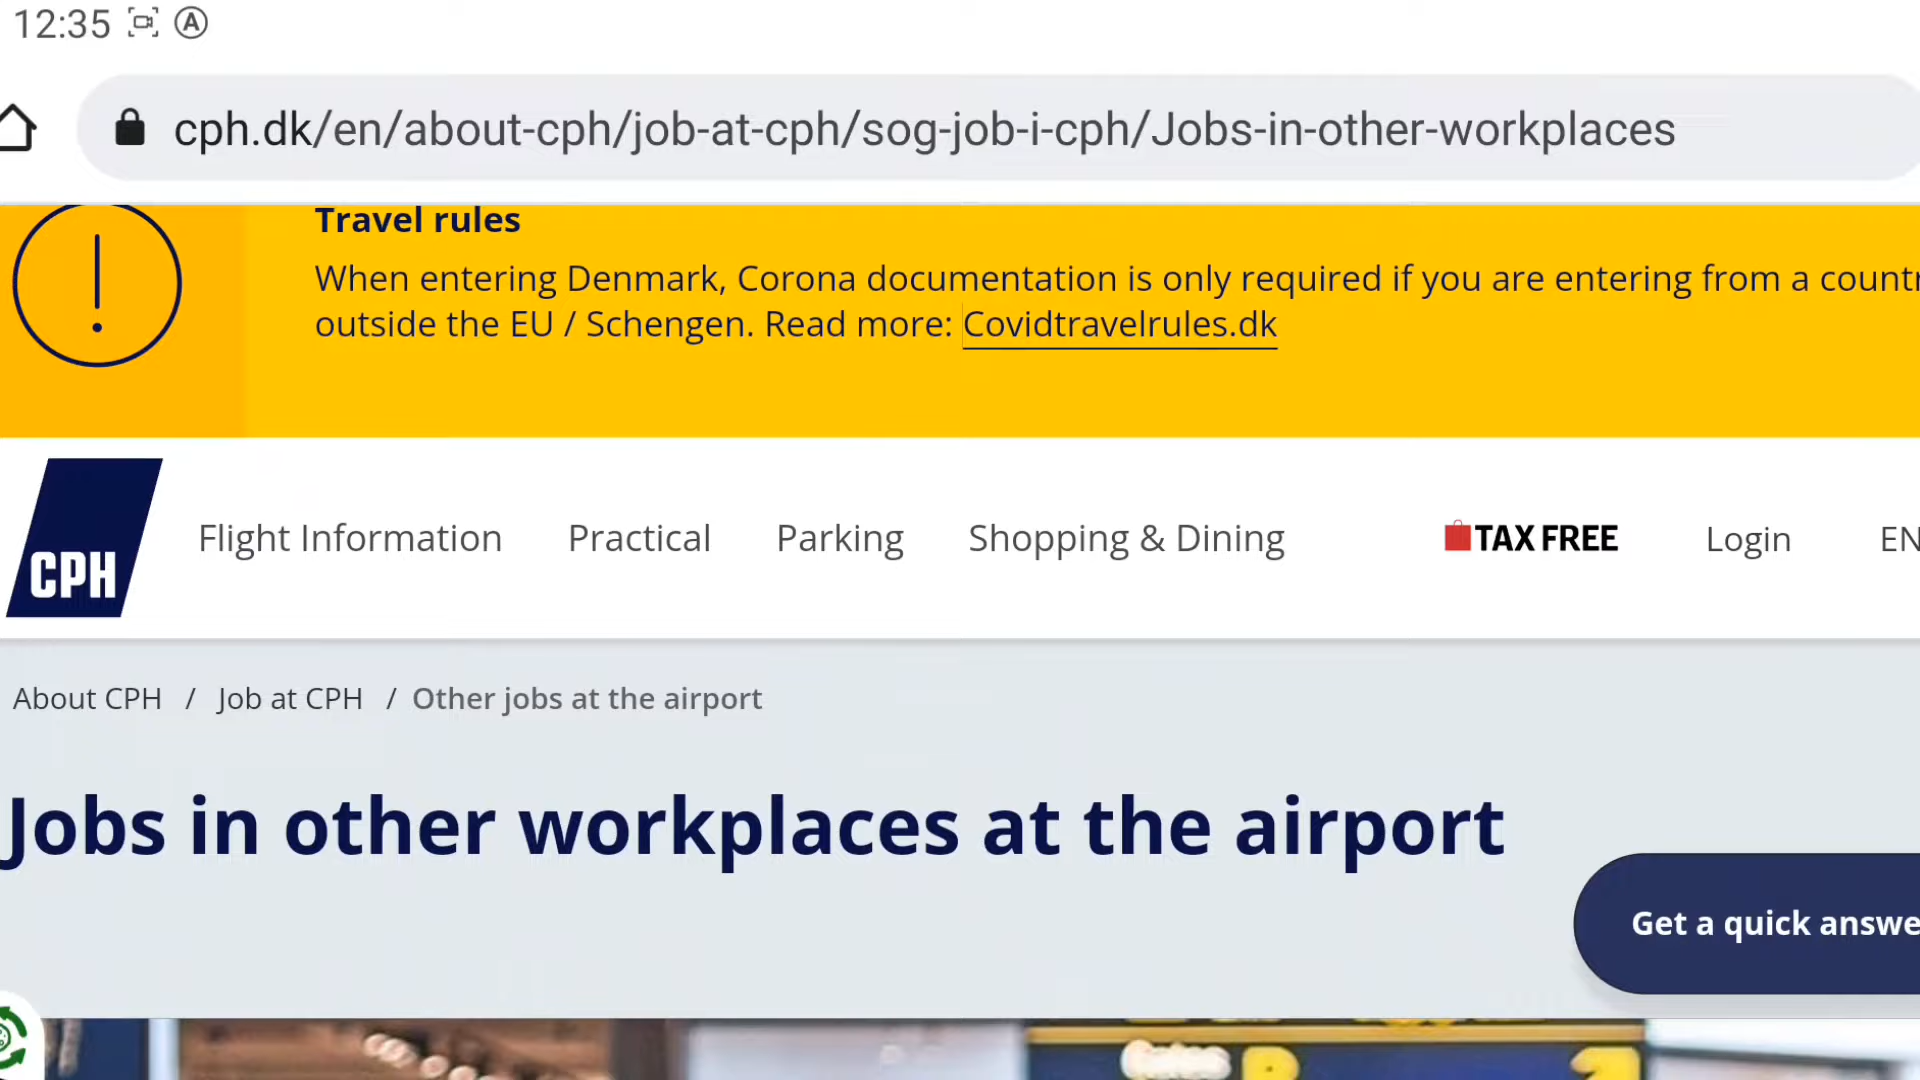 12:35
cph.dk/en/about-cph/job-at-cph/sog-job-i-cph/Jobs-in-other-workplaces
Travel rules
When entering Denmark, Corona documentation is only required if you are entering from a
outside the EU / Schengen. Read more: Covidtravelrules.dk
CPH
Flight Information
Practical
Parking
Shopping & Dining
TAX FREE
Login
EN
About CPH / Job at CPH / Other jobs at the airport
Jobs in other workplaces at the airport
Get a quick